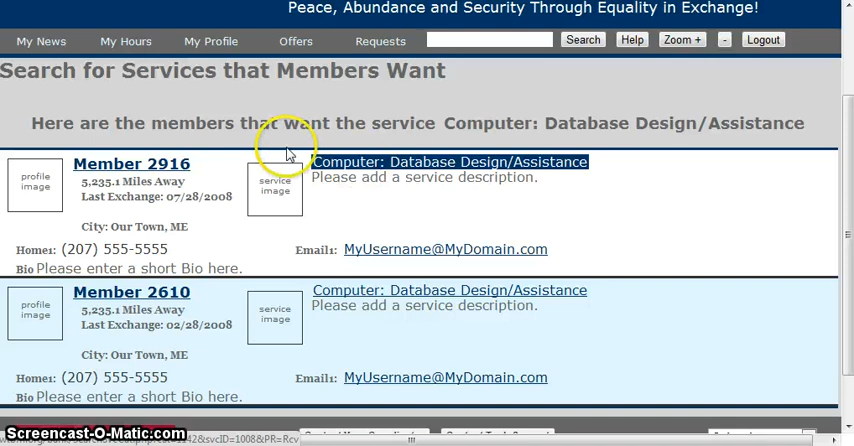 Peace, Abundance and Security Through Equality in Exchange!
My News My Hours My Profile Offers Requests Search Help Zoom + - Logout
Search for Services that Members Want
Here are the members that want the service Computer: Database Design/Assistance
profile image
Member 2916
5,235.1 Miles Away
Last Exchange: 07/28/2008
City: Our Town, ME
service image
Computer: Database Design/Assistance
Please add a service description.
Home1: (207) 555-5555 Email1: MyUsername@MyDomain.com
Bio Please enter a short Bio here.
profile image
Member 2610
5,235.1 Miles Away
Last Exchange: 02/28/2008
City: Our Town, ME
service image
Computer: Database Design/Assistance
Please add a service description.
Home1: (207) 555-5555 Email1: MyUsername@MyDomain.com
Bio Please enter a short Bio here.
Screencast-O-Matic.com